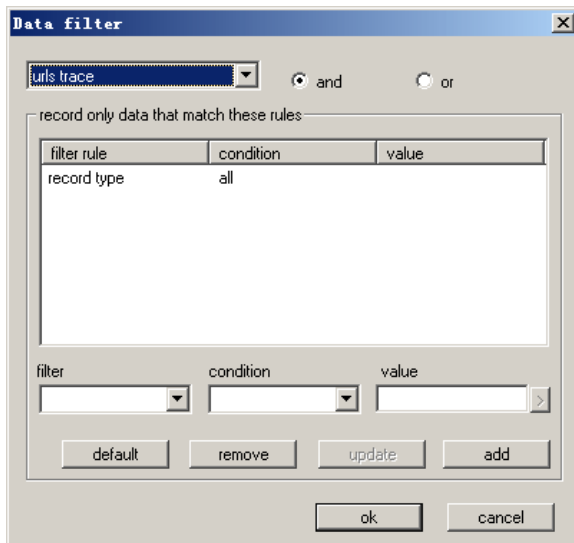 Data filter
urls trace
and
or
record only data that match these rules
filter rule condition value
record type all
filter condition value
default remove update add
ok cancel